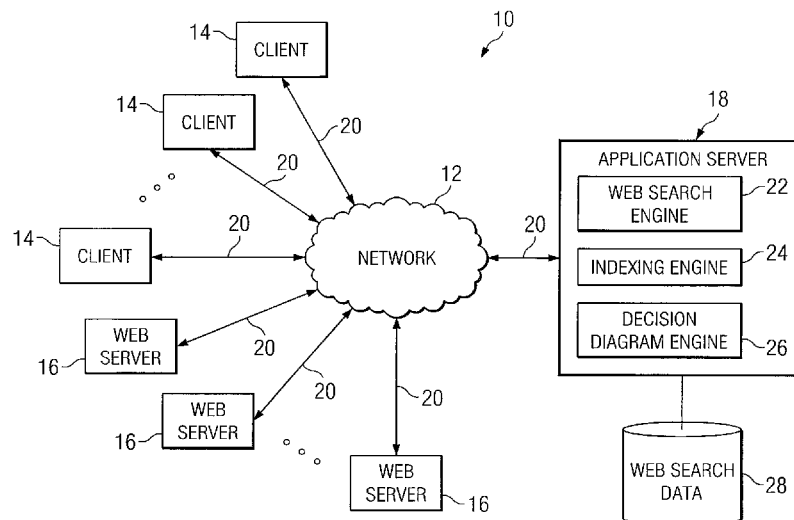 10
14
CLIENT
14
CLIENT
20
20
18
12
APPLICATION SERVER
WEB SEARCH
ENGINE
22
14
CLIENT
20
NETWORK
20
INDEXING ENGINE
24
WEB
SERVER
16
20
DECISION
DIAGRAM ENGINE
26
WEB
SERVER
16
20
20
WEB
SERVER
16
WEB SEARCH
DATA
28